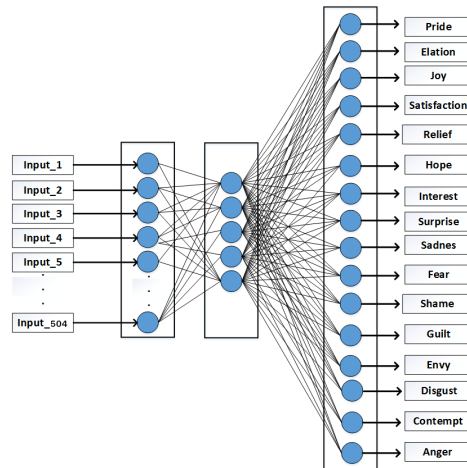 Input_1
Input_2
Input_3
Input_4
Input_5
Input_504
Pride
Elation
Joy
Satisfaction
Relief
Hope
Interest
Surprise
Sadnes
Fear
Shame
Guilt
Envy
Disgust
Contempt
Anger